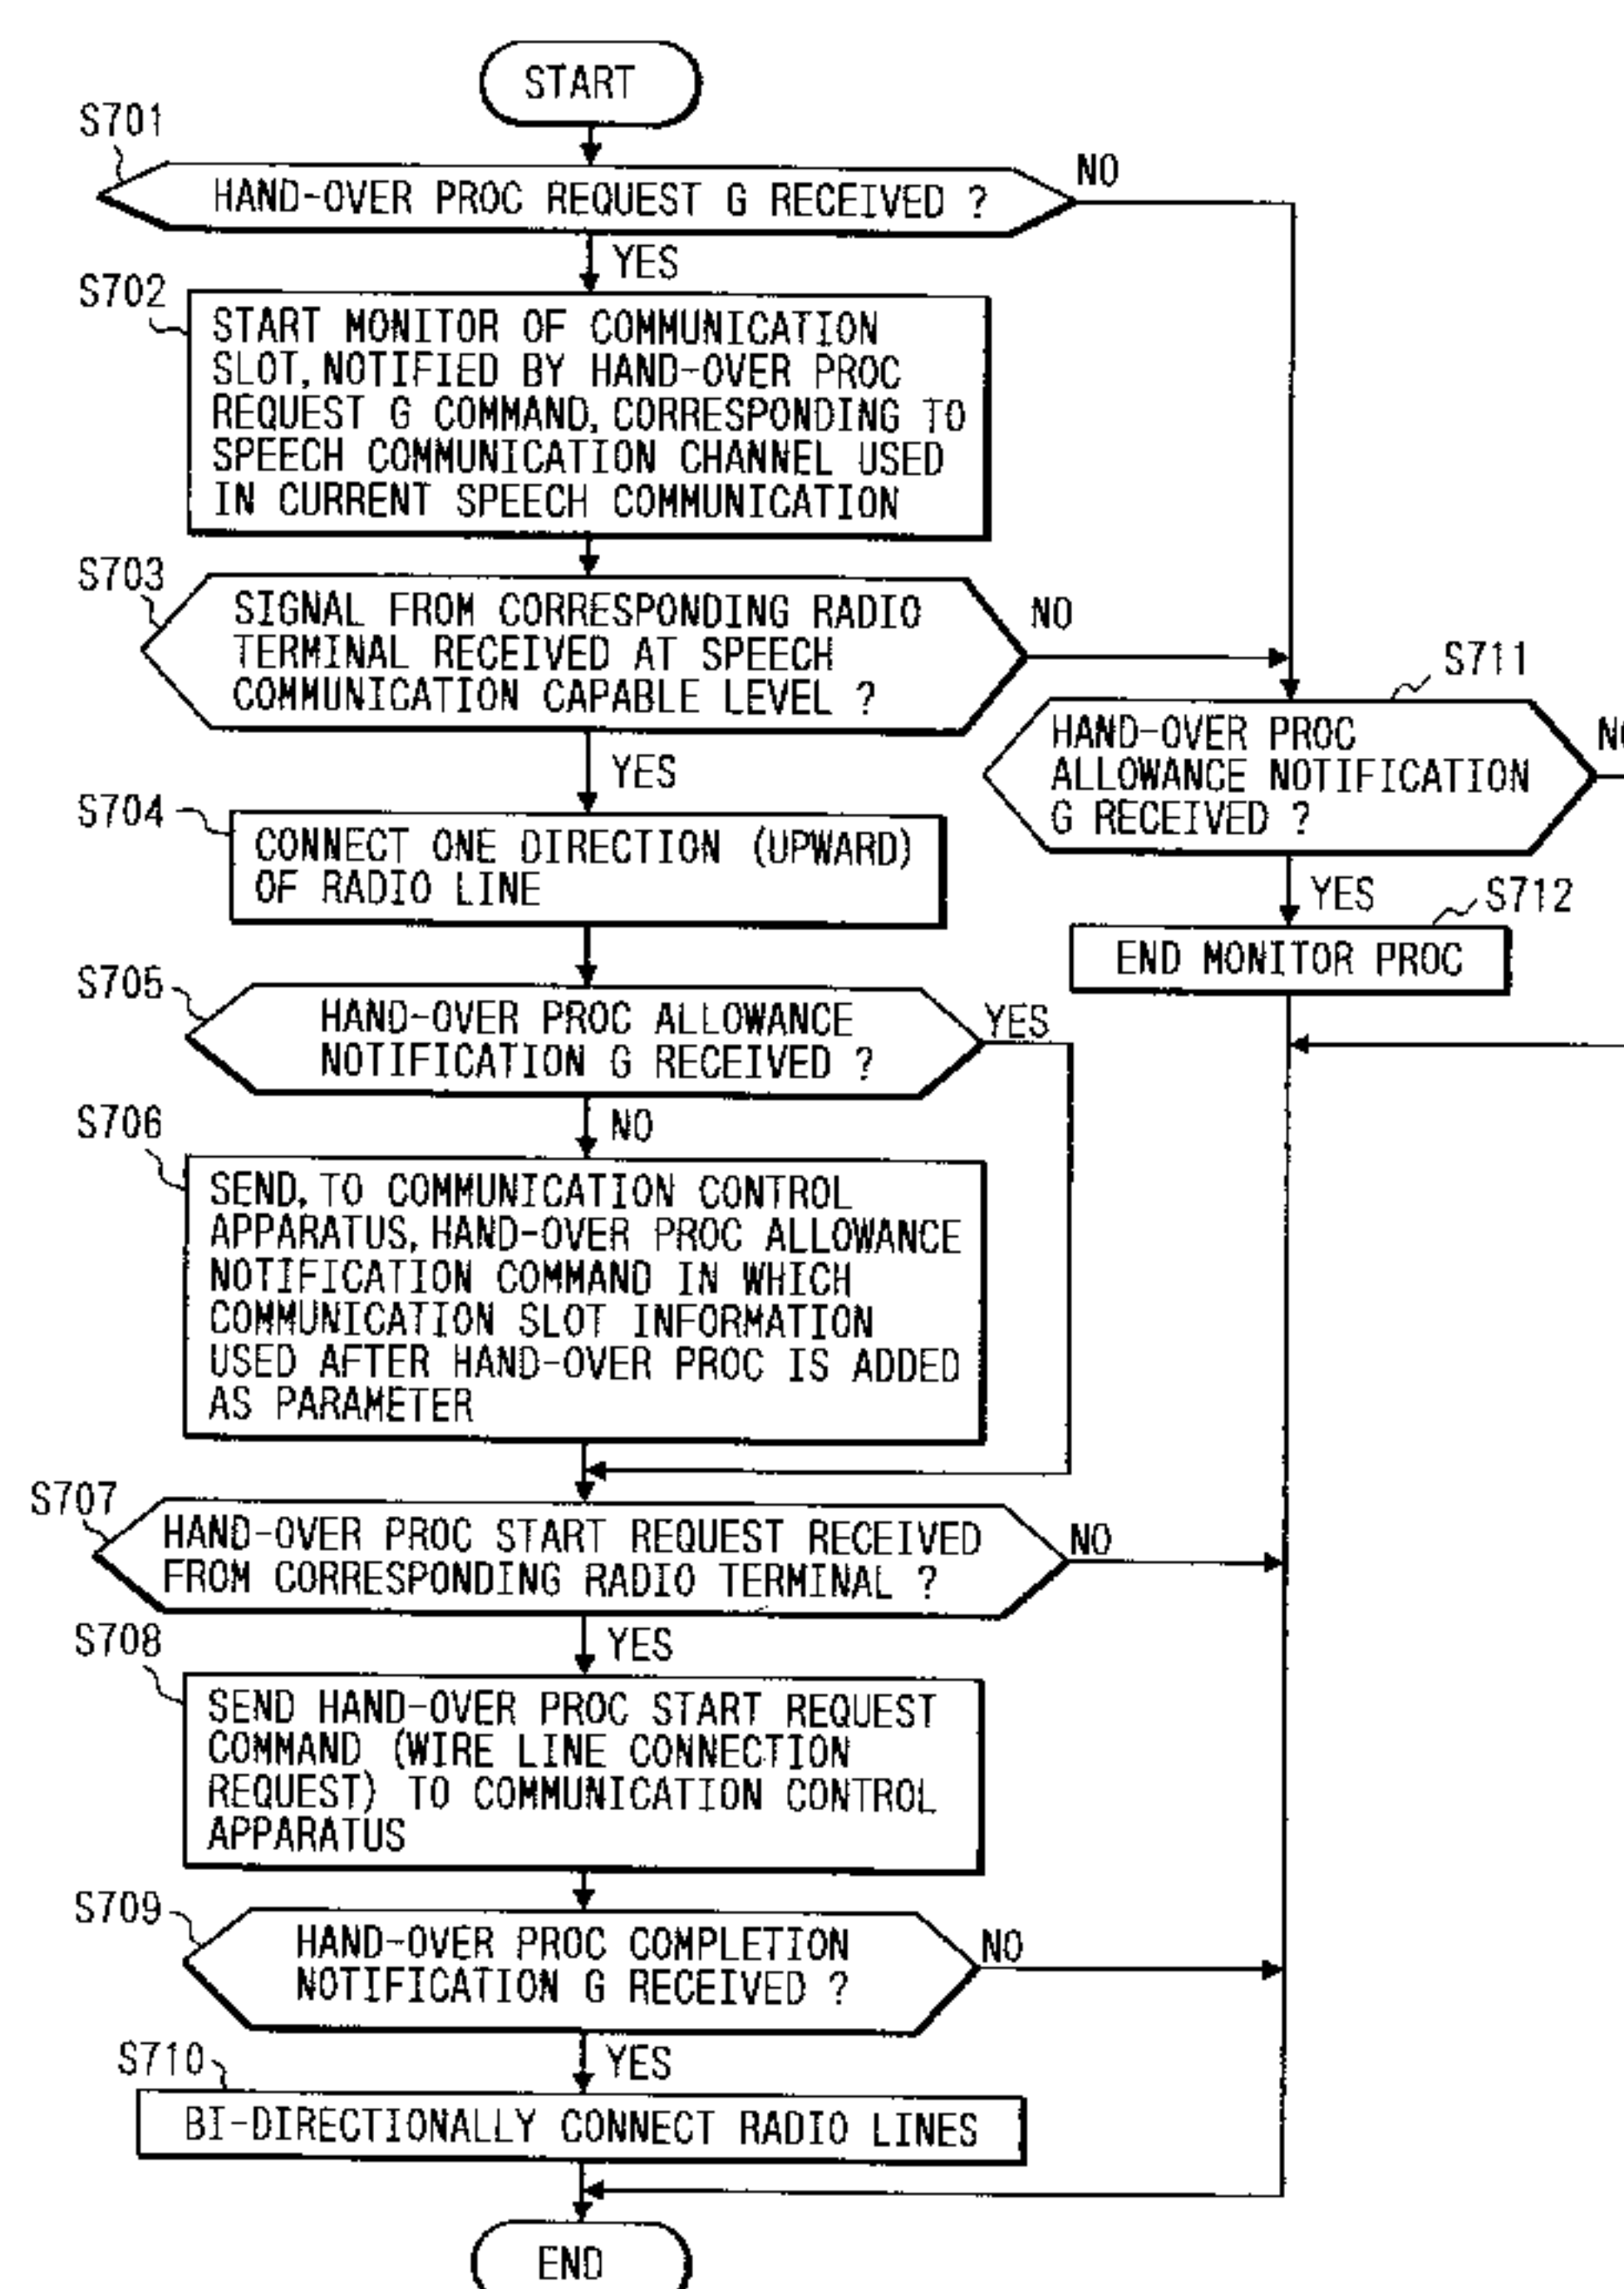 START
S701
HAND-OVER PROC REQUEST G RECEIVED ?
NO
YES
S702
START MONITOR OF COMMUNICATION
SLOT, NOTIFIED BY HAND-OVER PROC
REQUEST G COMMAND, CORRESPONDING TO
SPEECH COMMUNICATION CHANNEL USED
IN CURRENT SPEECH COMMUNICATION
S703
SIGNAL FROM CORRESPONDING RADIO
TERMINAL RECEIVED AT SPEECH
COMMUNICATION CAPABLE LEVEL ?
NO
YES
S711
HAND-OVER PROC
ALLOWANCE NOTIFICATION
G RECEIVED ?
YES
S712
END MONITOR PROC
S704
CONNECT ONE DIRECTION (UPWARD)
OF RADIO LINE
S705
HAND-OVER PROC ALLOWANCE
NOTIFICATION G RECEIVED ?
YES
NO
S706
SEND, TO COMMUNICATION CONTROL
APPARATUS, HAND-OVER PROC ALLOWANCE
NOTIFICATION COMMAND IN WHICH
COMMUNICATION SLOT INFORMATION
USED AFTER HAND-OVER PROC IS ADDED
AS PARAMETER
S707
HAND-OVER PROC START REQUEST RECEIVED
FROM CORRESPONDING RADIO TERMINAL ?
NO
YES
S708
SEND HAND-OVER PROC START REQUEST
COMMAND (WIRE LINE CONNECTION
REQUEST) TO COMMUNICATION CONTROL
APPARATUS
S709
HAND-OVER PROC COMPLETION
NOTIFICATION G RECEIVED ?
NO
YES
S710
BI-DIRECTIONALLY CONNECT RADIO LINES
END